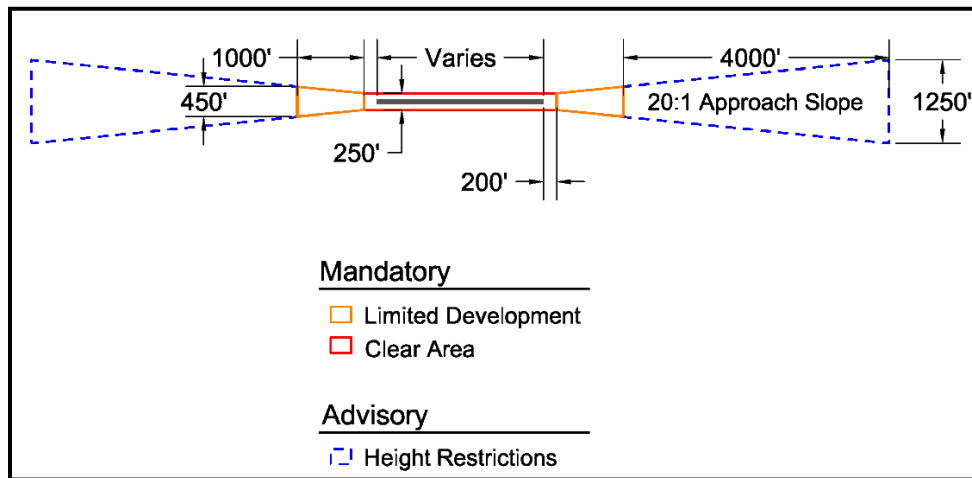 1000'
Varies
4000'
450'
20:1 Approach Slope
1250'
250'
200'
Mandatory
Limited Development
Clear Area
Advisory
Height Restrictions